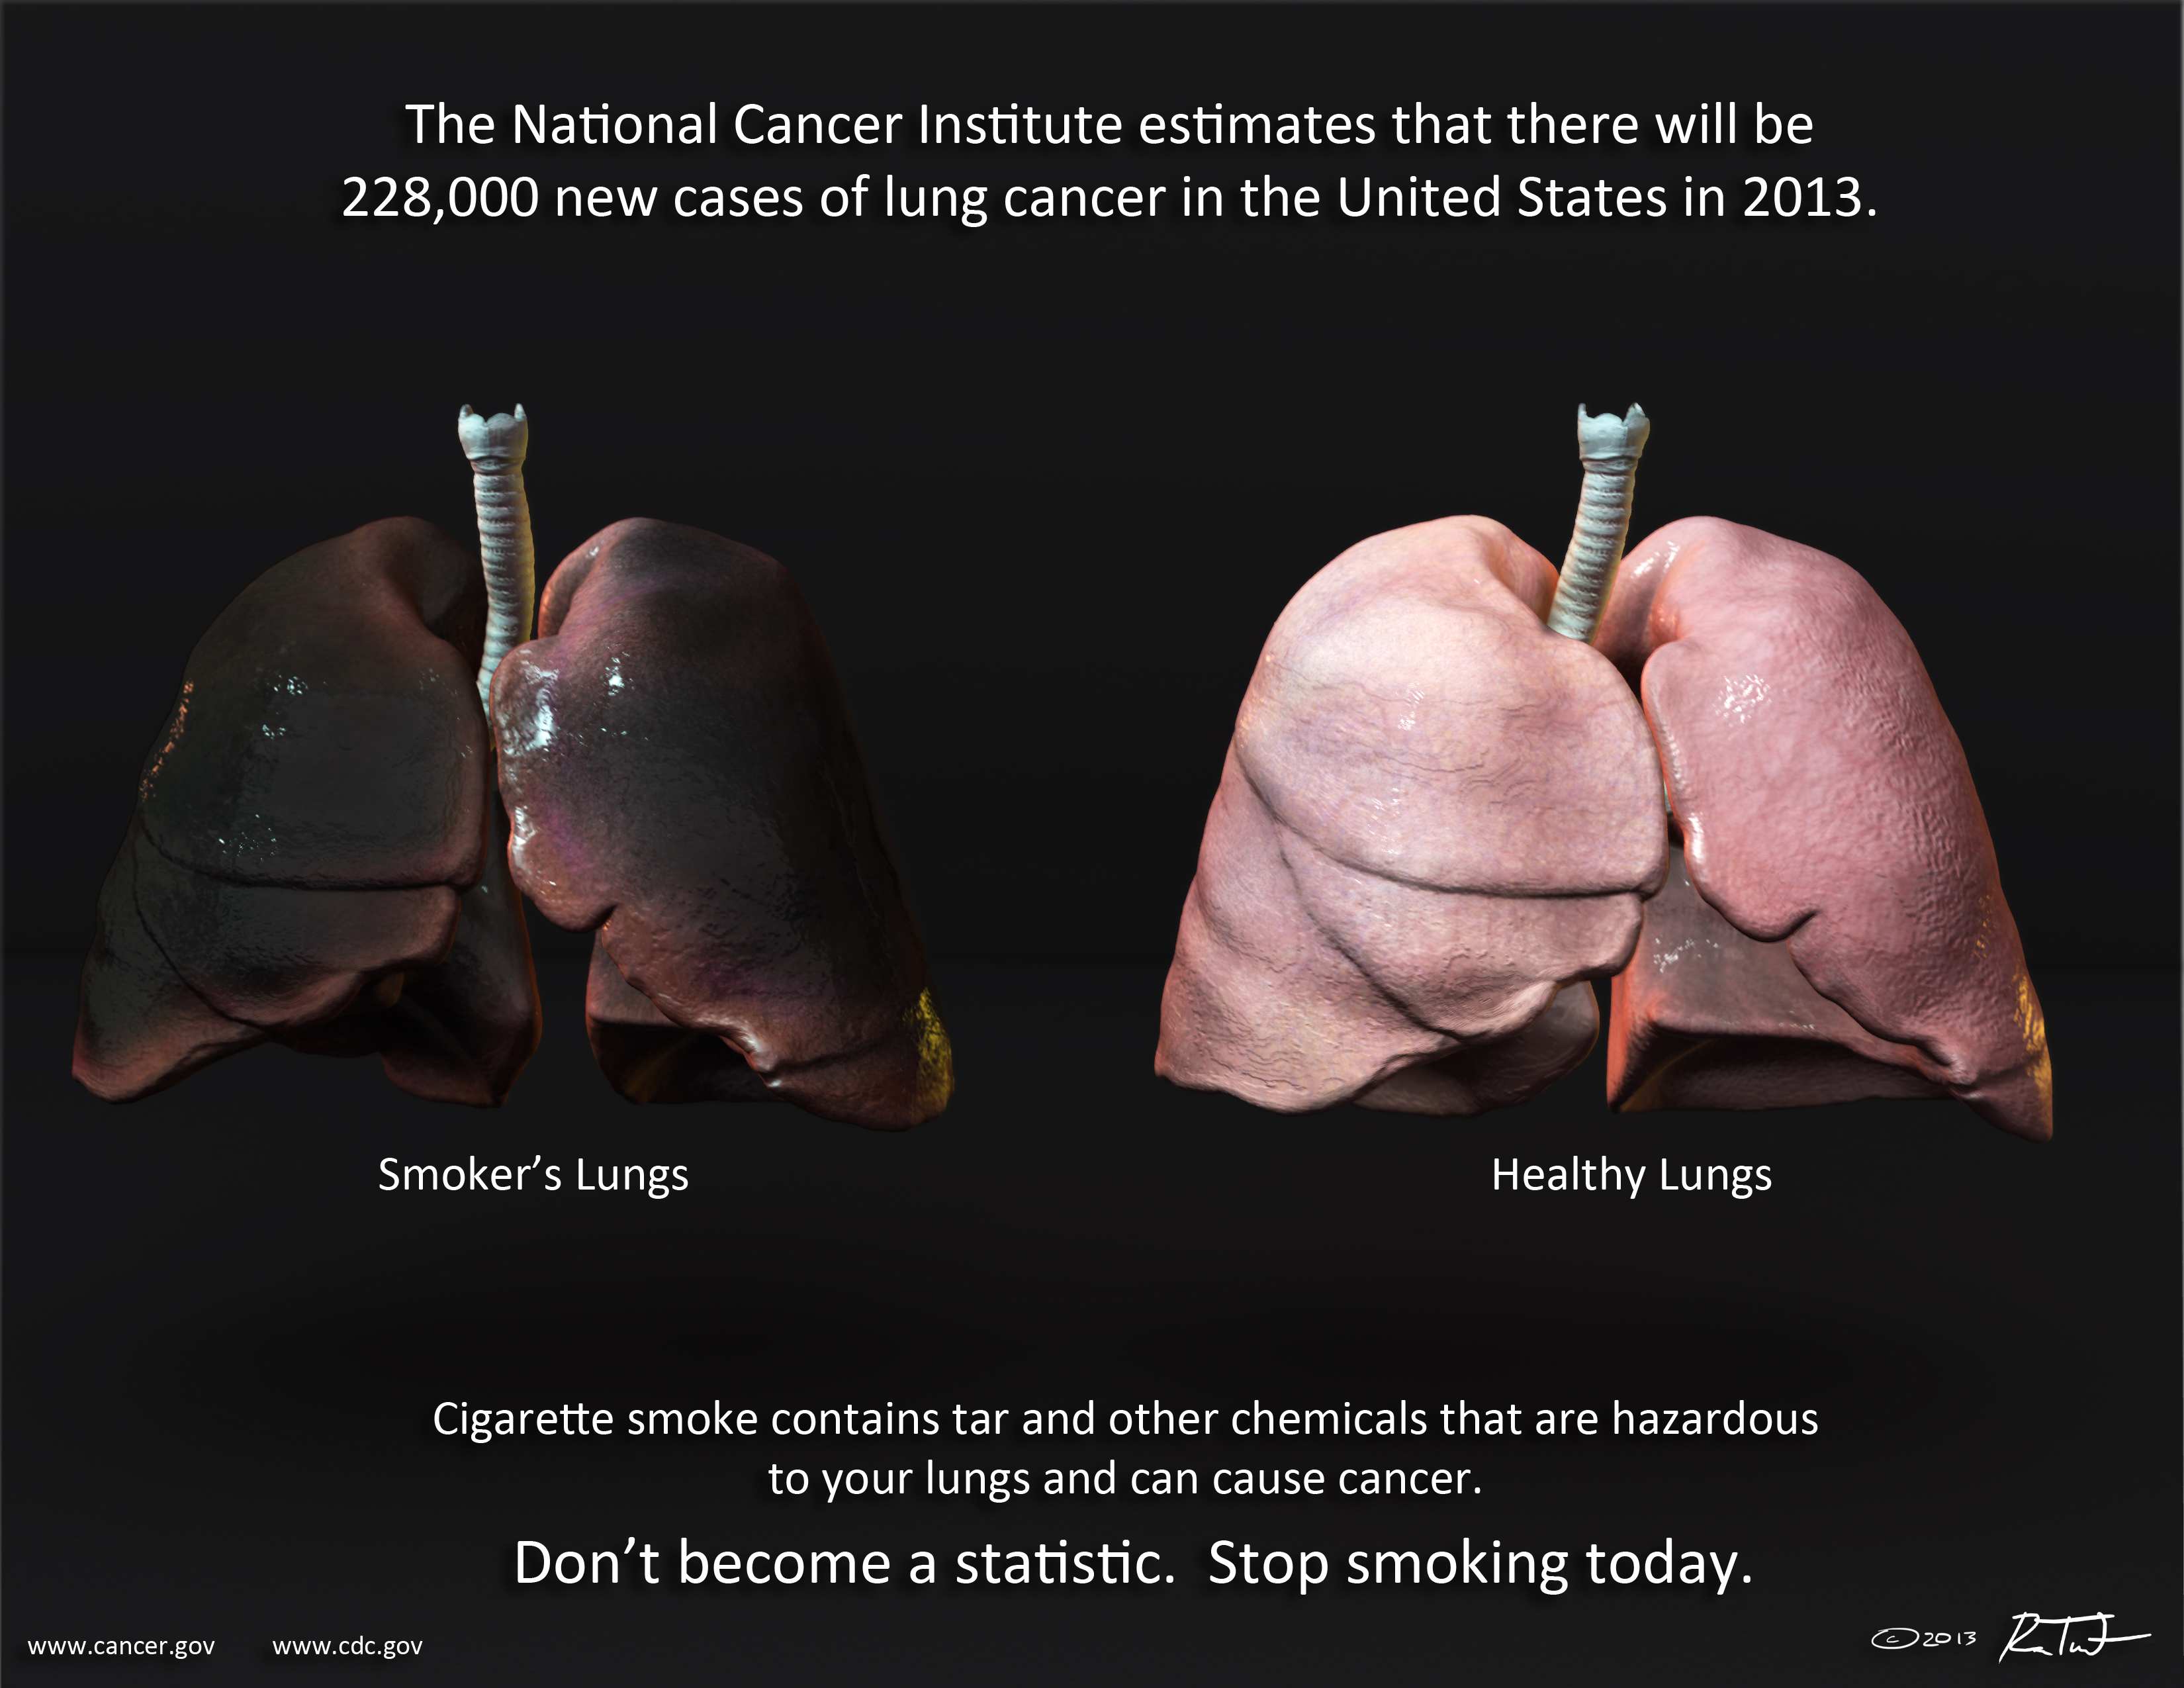 The National Cancer Institute estimates that there will be
228,000 new cases of lung cancer in the United States in 2013.
Smoker’s Lungs
Healthy Lungs
Cigarette smoke contains tar and other chemicals that are hazardous
to your lungs and can cause cancer.
Don’t become a statistic.  Stop smoking today.
www.cancer.gov
www.cdc.gov
©2013